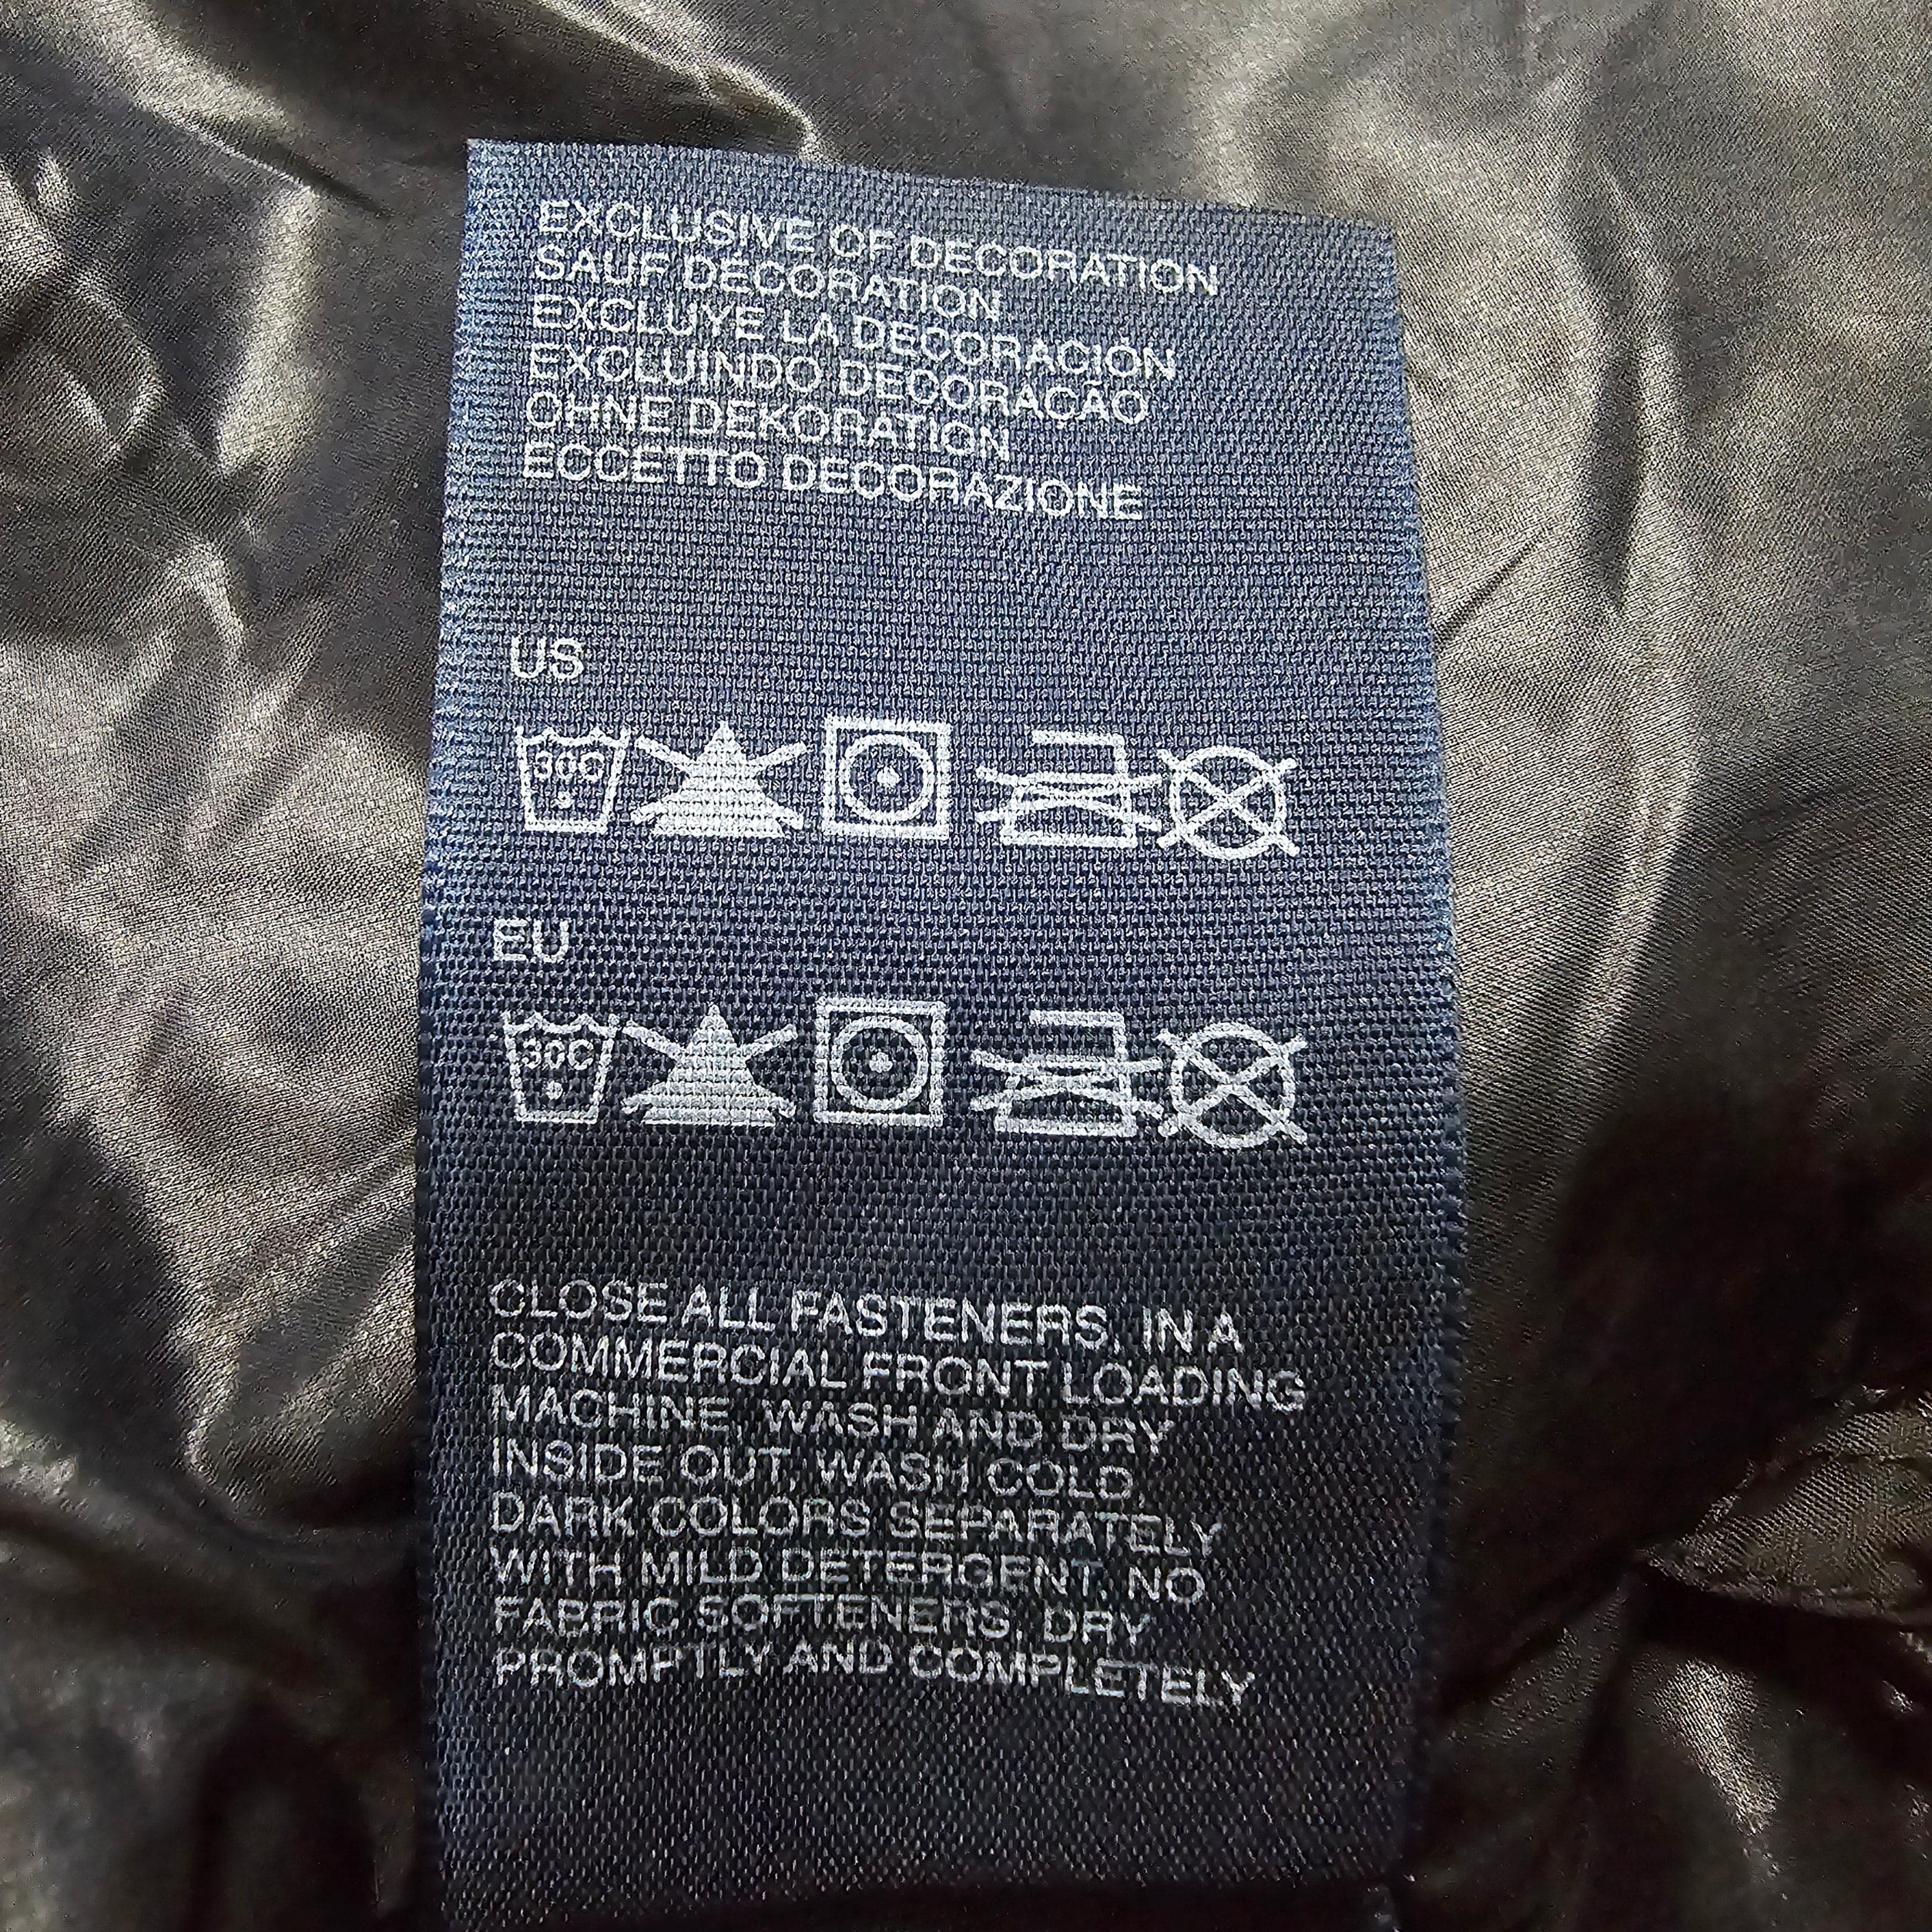 EXCLUSIVE OF DECORATION
SAUF DÉCORATION
EXCLUYE LA DECORACION
EXCLUINDO DECORAÇÃO
OHNE DEKORATION
ECCETTO DECORAZIONE
US
30C
EU
30C
CLOSE ALL FASTENERS, IN A
COMMERCIAL FRONT LOADING
MACHINE, WASH AND DRY
INSIDE OUT, WASH COLD,
DARK COLORS SEPARATELY
WITH MILD DETERGENT, NO
FABRIC SOFTENERS, DRY
PROMPTLY AND COMPLETELY